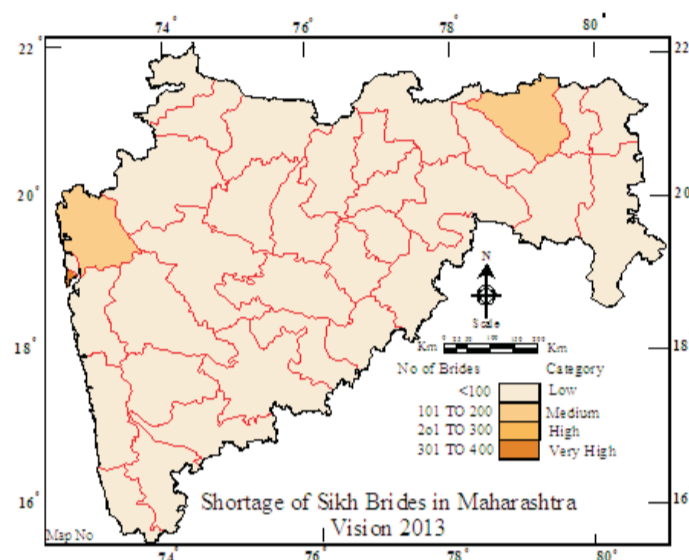 74° 76° 78° 80°
22° 22
20° 20
18° 18
16° 16
N
Scale
Km Km
No of Brides Category
<100 Low
101 TO 200 Medium
2o1 TO 300 High
301 TO 400 Very High
Shortage of Sikh Brides in Maharashtra
Vision 2013
Map No
74° 76° 78° 80°